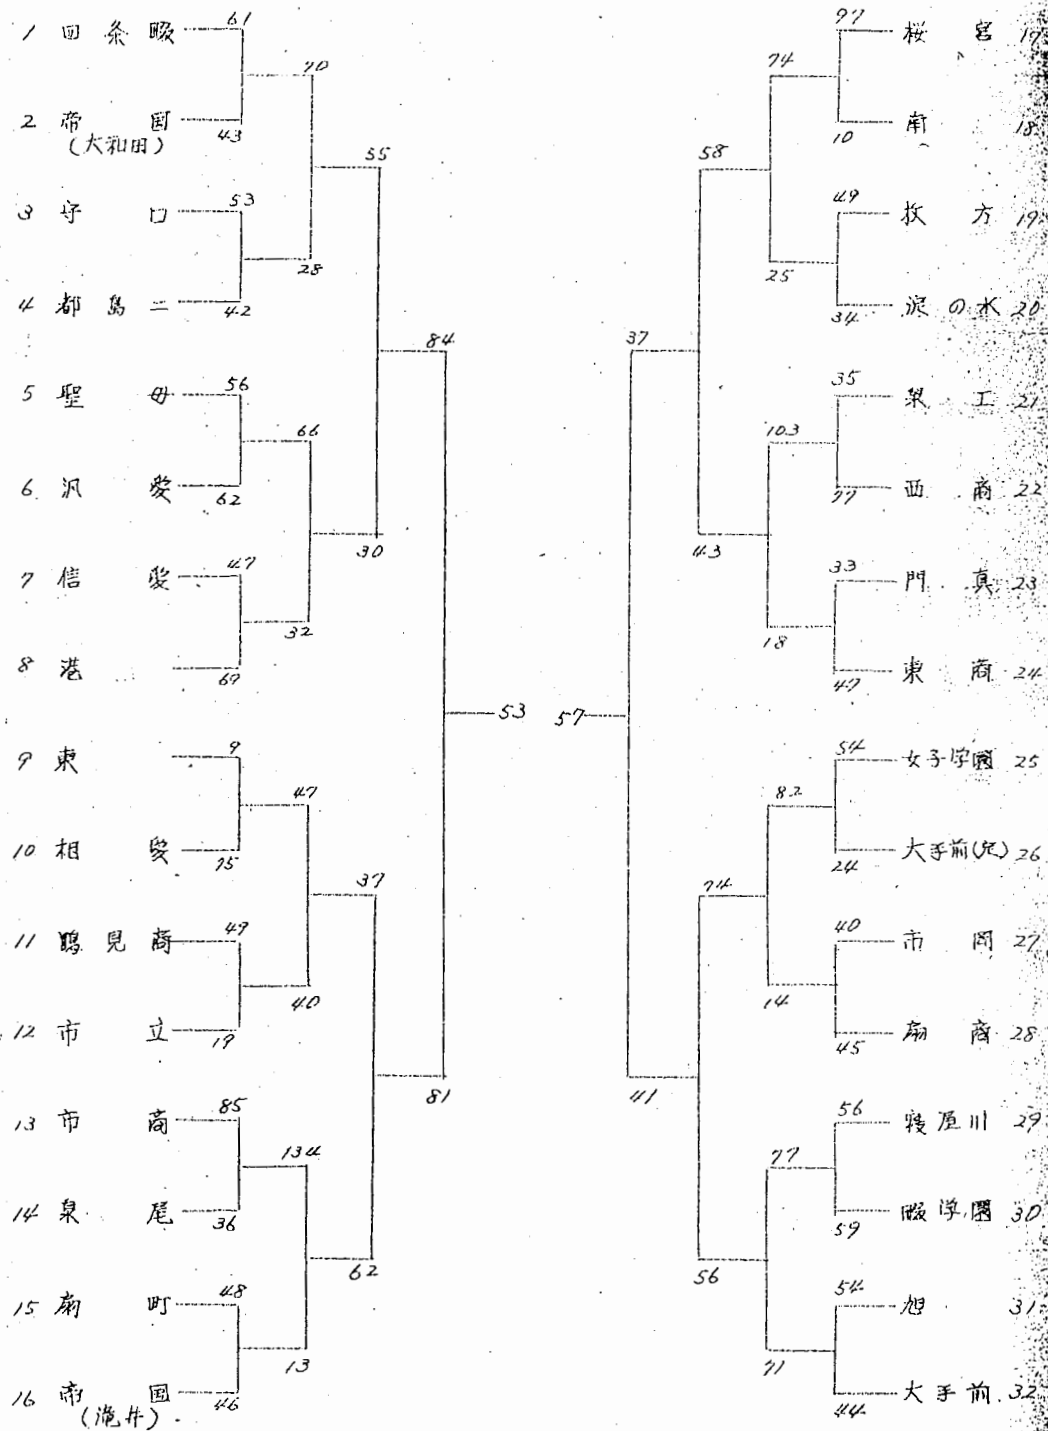 1 四条畷 61
70
2 帝国 43
(大和田)
55
3 守口 53
28
4 都島二 42
84
5 聖母 56
66
6 汎愛 62
30
7 信愛 47
32
8 港 69
53
9 東 9
47
10 相愛 75
37
11 鶴見商 49
40
12 市立 19
81
13 市商 85
134
14 泉尾 36
62
15 扇町 48
13
16 帝国 46
(滝井)
97 桜宮 17
74
10 南 18
58
49 枚方 19
25
34 淀の水 20
37
35 製工 21
103
77 西商 22
43
33 門真 23
18
47 東商 24
57
54 女子学園 25
82
24 大手前(定) 26
74
40 市岡 27
14
45 扇商 28
41
56 寝屋川 29
77
59 畷学園 30
56
54 旭 31
71
44 大手前 32